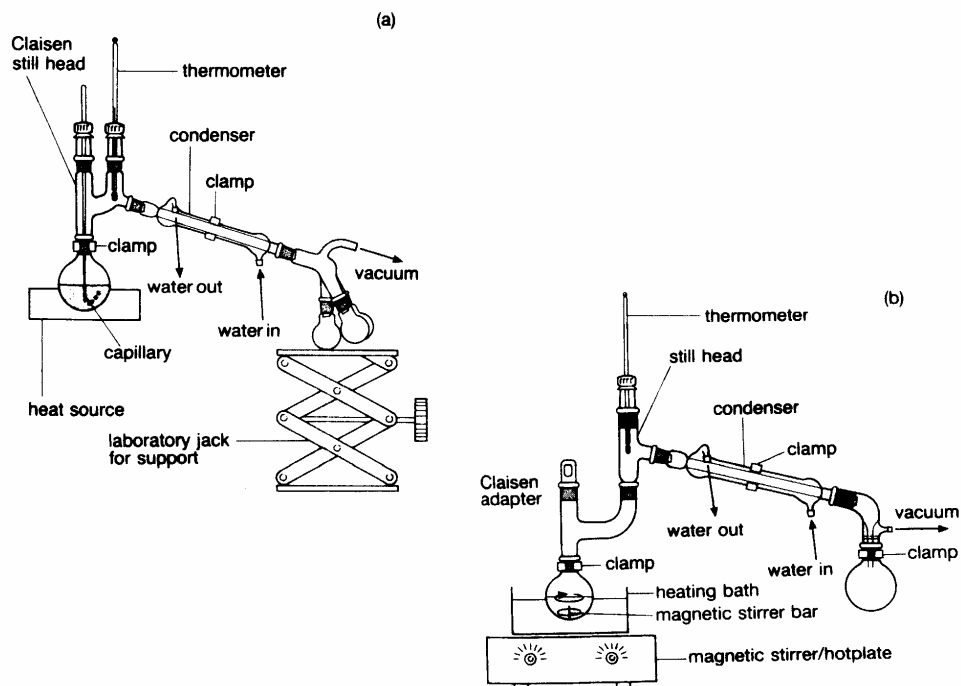 (a)
Claisen
still head
thermometer
condenser
clamp
clamp
water out
vacuum
water in
capillary
heat source
laboratory jack
for support
(b)
thermometer
still head
condenser
clamp
Claisen
adapter
water out
vacuum
water in
clamp
clamp
heating bath
magnetic stirrer bar
magnetic stirrer/hotplate